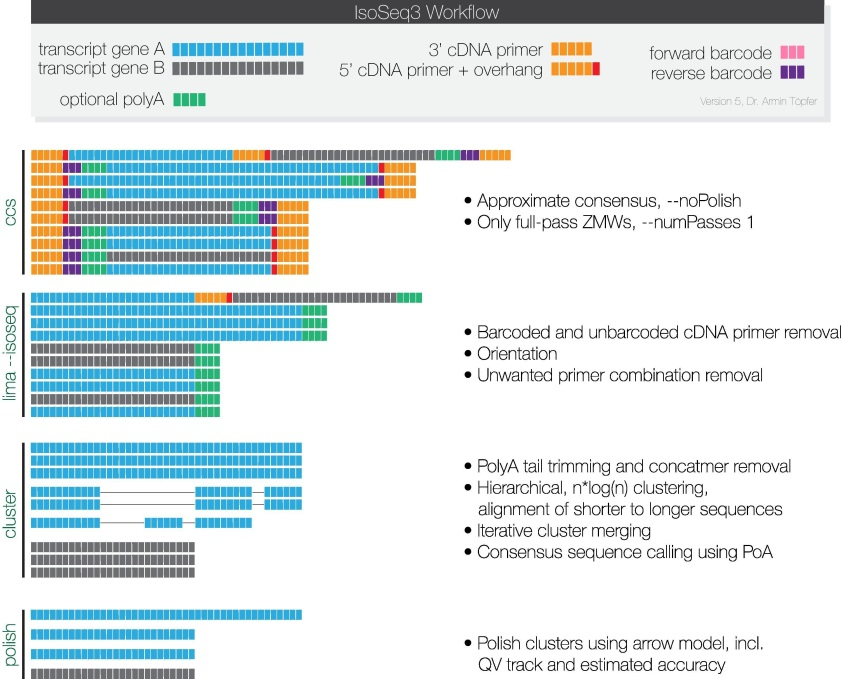 IsoSeq3 Workflow
transcript gene A
transcript gene B
optional polyA
3' cDNA primer
5' cDNA primer + overhang
forward barcode
reverse barcode
Version 5, Dr. Armin Töpfer
ccs
• Approximate consensus, --noPolish
• Only full-pass ZMWs, --numPasses 1
lima --isoseq
• Barcoded and unbarcoded cDNA primer removal
• Orientation
• Unwanted primer combination removal
cluster
• PolyA tail trimming and concatmer removal
• Hierarchical, n*log(n) clustering,
alignment of shorter to longer sequences
• Iterative cluster merging
• Consensus sequence calling using PoA
polish
• Polish clusters using arrow model, incl.
QV track and estimated accuracy